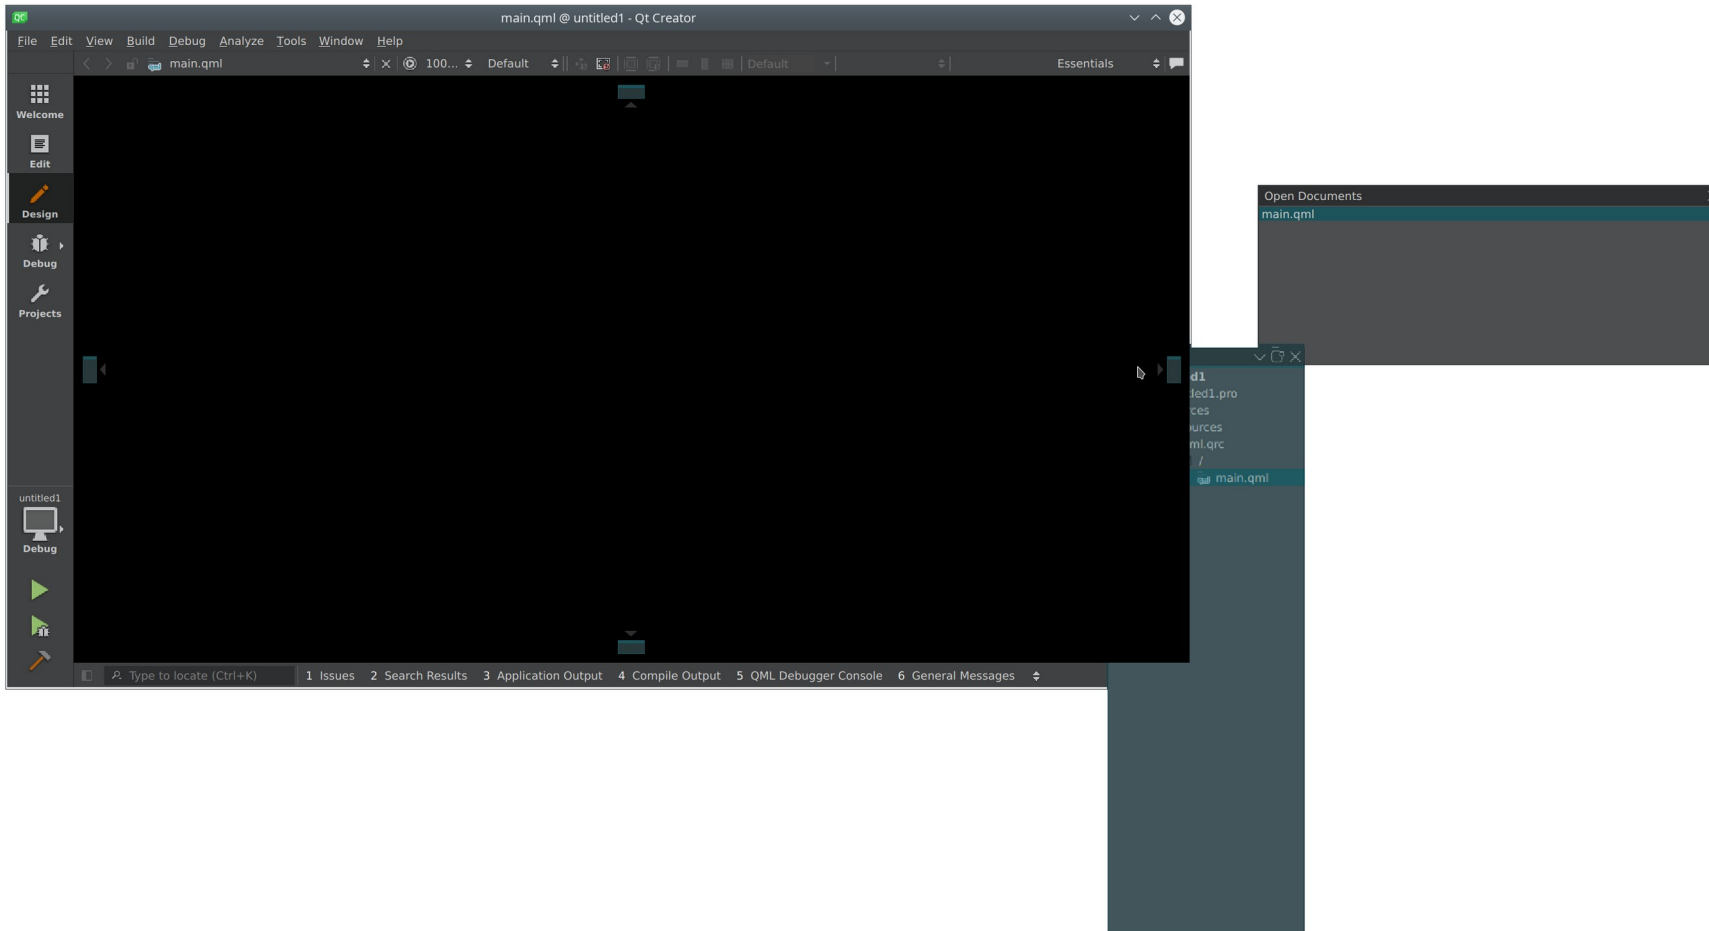 QC
main.qml @ untitled1 - Qt Creator
File Edit View Build Debug Analyze Tools Window Help
main.qml 100... Default Default Essentials
Welcome
Edit
Design
Debug
Projects
untitled1
Debug
Type to locate (Ctrl+K) 1 Issues 2 Search Results 3 Application Output 4 Compile Output 5 QML Debugger Console 6 General Messages
Open Documents
main.qml
d1
led1.pro
ces
urces
ml.qrc
/
main.qml